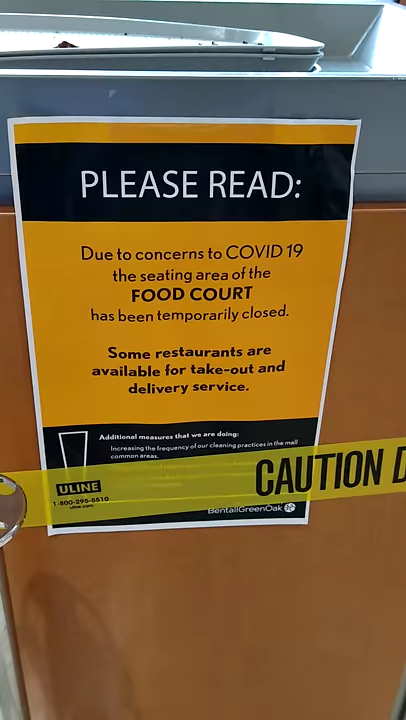 PLEASE READ:
Due to concerns to COVID 19
the seating area of the
FOOD COURT
has been temporarily closed.
Some restaurants are
available for take-out and
delivery service.
Additional measures that we are doing:
Increasing the frequency of our cleaning practices in the mall
common areas.
CAUTION D
ULINE
1-800-295-5510
uline.com
BentallGreenOak